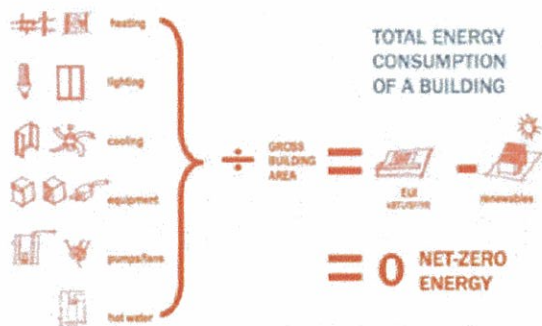 heating
lighting
cooling
equipment
pumps/fans
hot water
÷
GROSS
BUILDING
AREA
=
TOTAL ENERGY
CONSUMPTION
OF A BUILDING
EUI
-
renewables
= 0 NET-ZERO
ENERGY